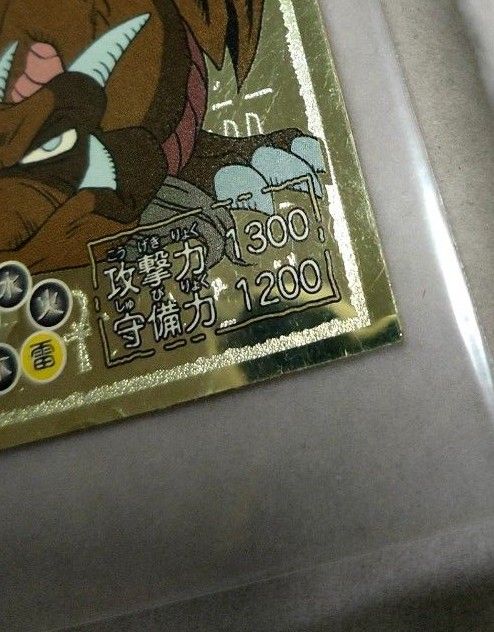 こう げき りょく
攻撃力 1300
しゅ び りょく
守備力 1200
水 火
雷